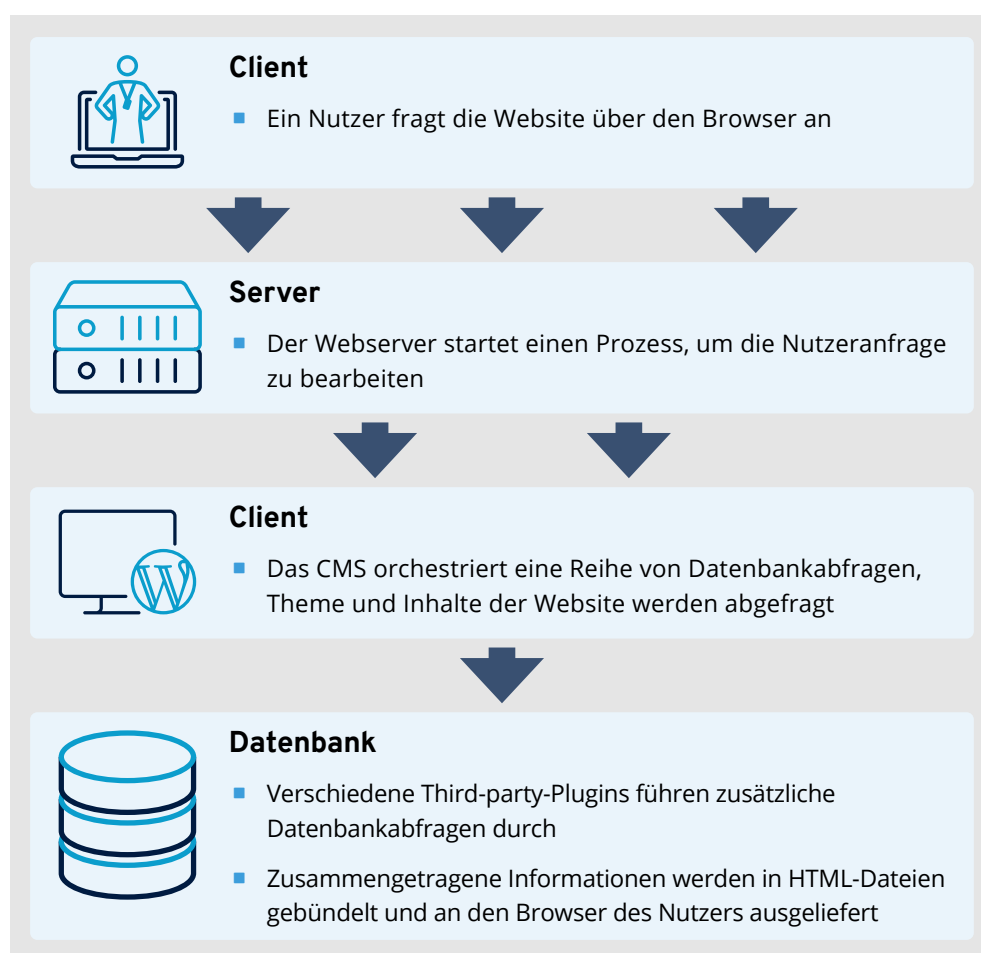 Client
Ein Nutzer fragt die Website über den Browser an
Server
Der Webserver startet einen Prozess, um die Nutzeranfrage
zu bearbeiten
Client
Das CMS orchestriert eine Reihe von Datenbankabfragen,
Theme und Inhalte der Website werden abgefragt
Datenbank
Verschiedene Third-party-Plugins führen zusätzliche
Datenbankabfragen durch
Zusammengetragene Informationen werden in HTML-Dateien
gebündelt und an den Browser des Nutzers ausgeliefert